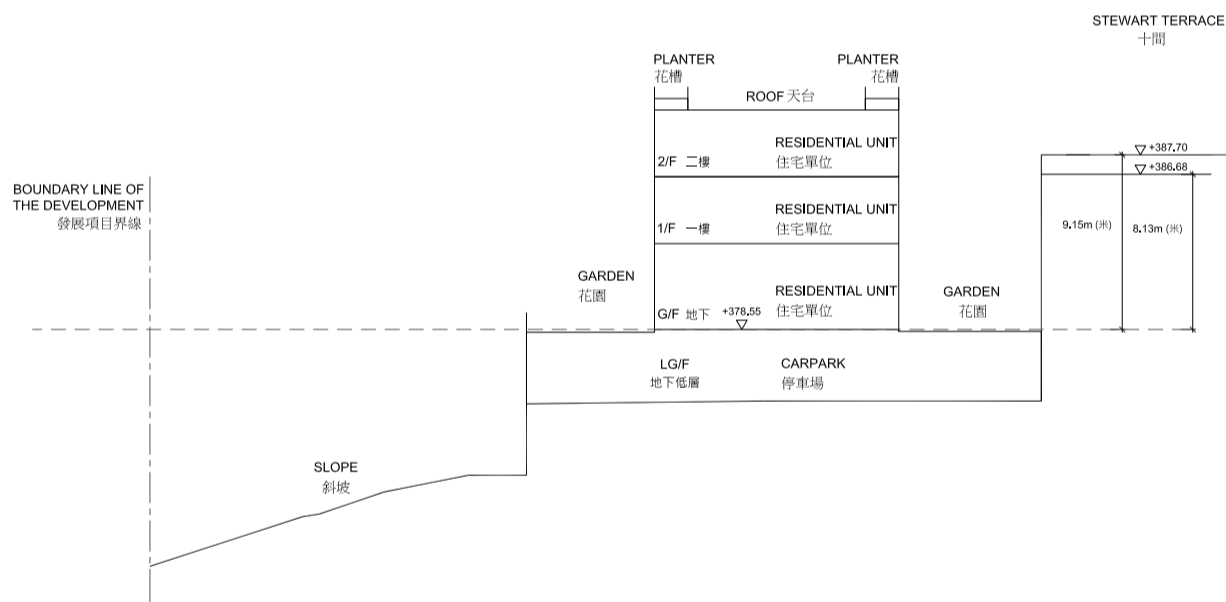 STEWART TERRACE
十間
PLANTER
花槽
PLANTER
花槽
ROOF 天台
RESIDENTIAL UNIT
2/F 二樓
住宅單位
+387.70
+386.68
BOUNDARY LINE OF
THE DEVELOPMENT
發展項目界線
RESIDENTIAL UNIT
1/F 一樓
住宅單位
9.15m (米)
8.13m (米)
GARDEN
花園
RESIDENTIAL UNIT
G/F 地下 +378.55
住宅單位
GARDEN
花園
LG/F
地下低層
CARPARK
停車場
SLOPE
斜坡